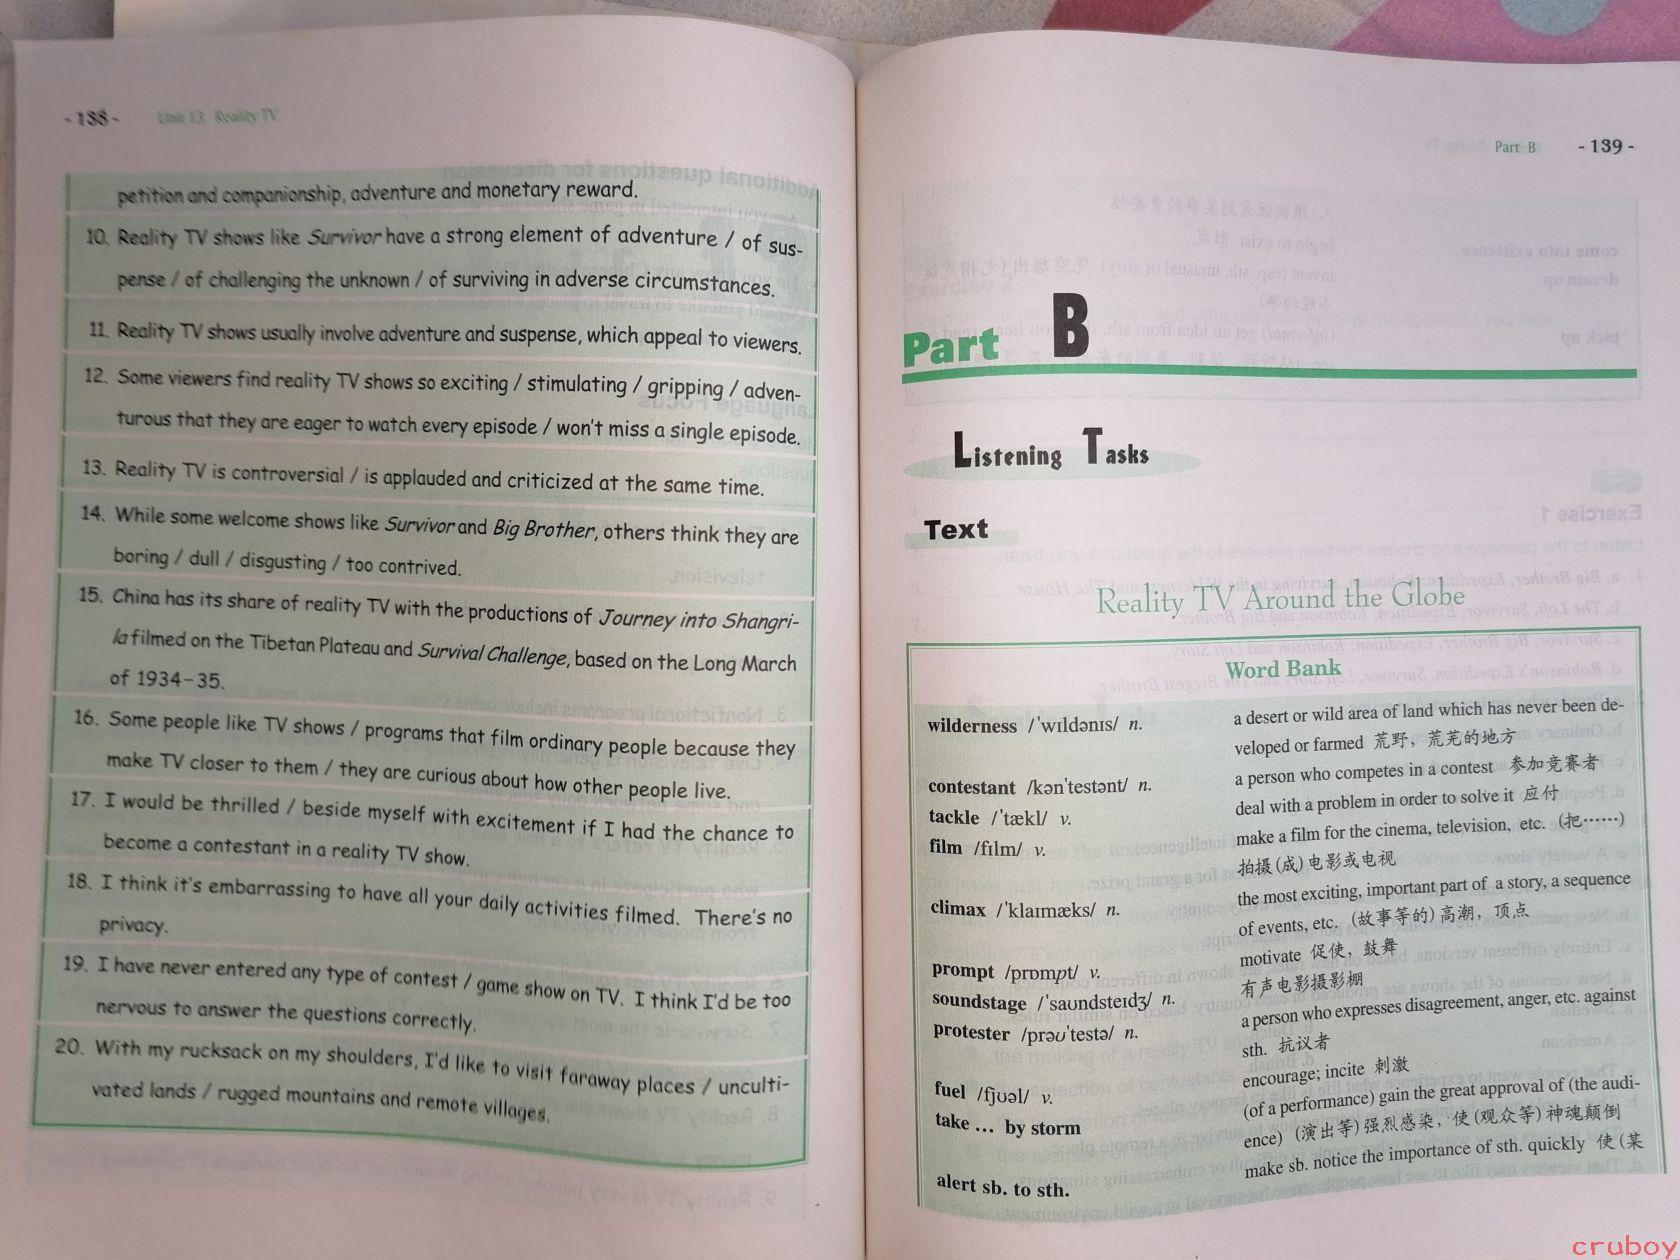 - 138 -
Unit 13 Reality TV
petition and companionship, adventure and monetary reward.
10. Reality TV shows like Survivor have a strong element of adventure / of sus-
pense / of challenging the unknown / of surviving in adverse circumstances.
11. Reality TV shows usually involve adventure and suspense, which appeal to viewers.
12. Some viewers find reality TV shows so exciting / stimulating / gripping / adven-
turous that they are eager to watch every episode / won't miss a single episode.
13. Reality TV is controversial / is applauded and criticized at the same time.
14. While some welcome shows like Survivor and Big Brother, others think they are
boring / dull / disgusting / too contrived.
15. China has its share of reality TV with the productions of Journey into Shangri-
la filmed on the Tibetan Plateau and Survival Challenge, based on the Long March
of 1934-35.
16. Some people like TV shows / programs that film ordinary people because they
make TV closer to them / they are curious about how other people live.
17. I would be thrilled / beside myself with excitement if I had the chance to
become a contestant in a reality TV show.
18. I think it's embarrassing to have all your daily activities filmed. There's no
privacy.
19. I have never entered any type of contest / game show on TV. I think I'd be too
nervous to answer the questions correctly.
20. With my rucksack on my shoulders, I'd like to visit faraway places / unculti-
vated lands / rugged mountains and remote villages.
Part B
- 139 -
Part B
Listening Tasks
Text
Reality TV Around the Globe
Word Bank
wilderness /ˈwɪldənɪs/ n. a desert or wild area of land which has never been de-
veloped or farmed 荒野，荒芜的地方
contestant /kənˈtestənt/ n. a person who competes in a contest 参加竞赛者
tackle /ˈtækl/ v. deal with a problem in order to solve it 应付
film /fɪlm/ v. make a film for the cinema, television, etc. (把……)
拍摄(成)电影或电视
climax /ˈklaɪmæks/ n. the most exciting, important part of a story, a sequence
of events, etc. (故事等的)高潮，顶点
prompt /prɒmpt/ v. motivate 促使，鼓舞
soundstage /ˈsaʊndsteɪdʒ/ n. 有声电影摄影棚
protester /prəʊˈtestə/ n. a person who expresses disagreement, anger, etc. against
sth. 抗议者
fuel /fjʊəl/ v. encourage; incite 刺激
take … by storm (of a performance) gain the great approval of (the audi-
ence) (演出等)强烈感染，使(观众等)神魂颠倒
alert sb. to sth. make sb. notice the importance of sth. quickly 使(某
cruboy